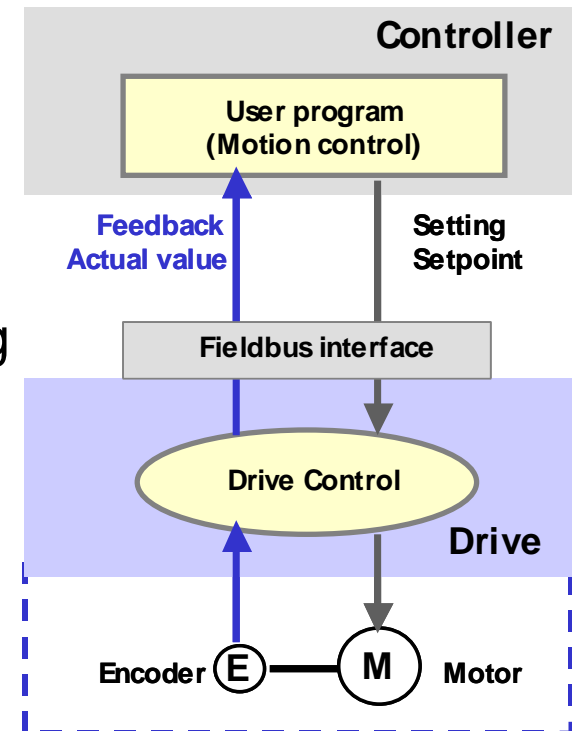 Controller
User program
(Motion control)
Feedback
Actual value
Setting
Setpoint
g
Fieldbus interface
Drive Control
Drive
Encoder
E
M
Motor